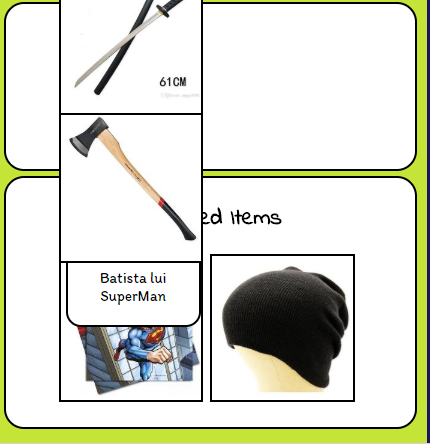 61CM
ed Items
Batista lui
SuperMan